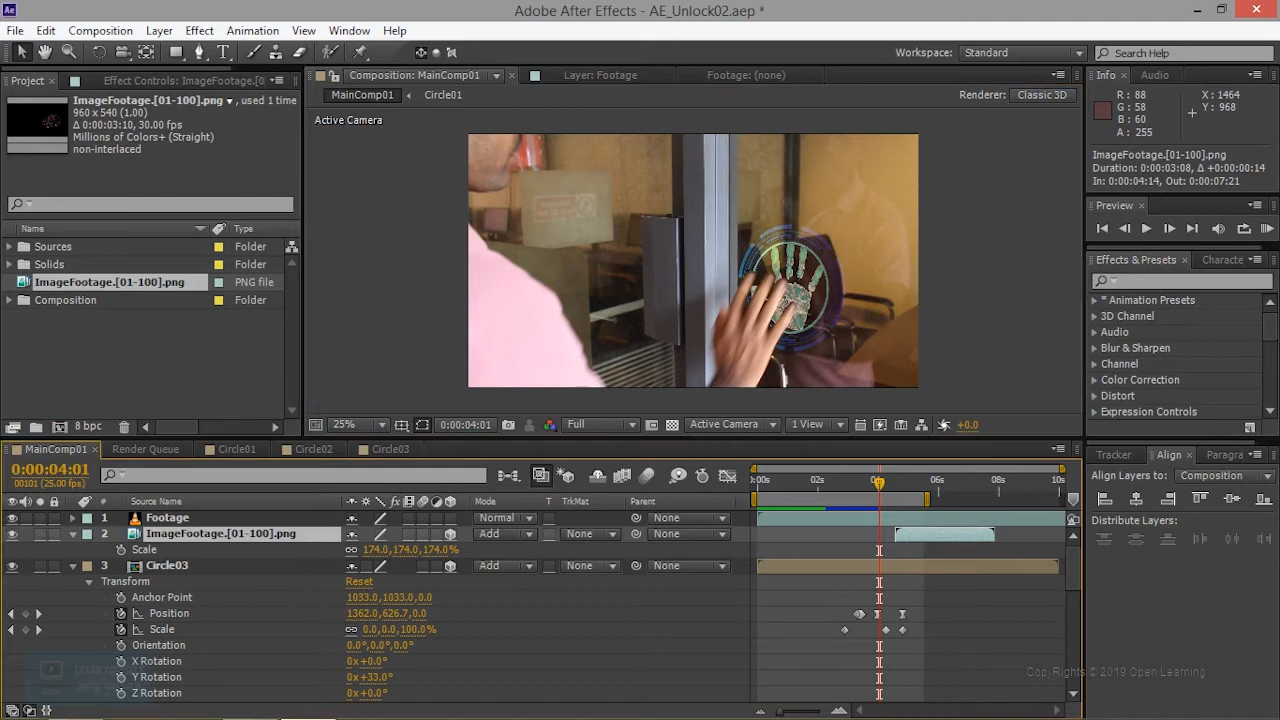 Adobe After Effects - AE_Unlock02.aep *
File Edit Composition Layer Effect Animation View Window Help
Workspace: Standard Search Help
Project Effect Controls: ImageFootage.[0
Composition: MainComp01 Layer: Footage Footage: (none)
Info Audio
ImageFootage.[01-100].png , used 1 time
960 x 540 (1.00)
Δ 0:00:03:10, 30.00 fps
Millions of Colors+ (Straight)
non-interlaced
MainComp01 Circle01
Renderer: Classic 3D
Active Camera
R: 88
G: 58
B: 60
A: 255
X: 1464
Y: 968
ImageFootage.[01-100].png
Duration: 0:00:03:08, Δ +0:00:00:14
In: 0:00:04:14, Out: 0:00:07:21
Preview
Name Type
Sources Folder
Solids Folder
ImageFootage.[01-100].png PNG file
Composition Folder
8 bpc
Effects & Presets Characte
* Animation Presets
3D Channel
Audio
Blur & Sharpen
Channel
Color Correction
Distort
Expression Controls
25% 0:00:04:01 Full Active Camera 1 View +0.0
MainComp01 Render Queue Circle01 Circle02 Circle03
Tracker Align Paragra
0:00:04:01
00101 (25.00 fps)
0:00s 02s 06s 08s 10s
Align Layers to: Composition
Distribute Layers:
# Source Name fx Mode T TrkMat Parent
1 Footage Normal None
2 ImageFootage.[01-100].png Add None None
Scale 174.0,174.0,174.0%
3 Circle03 Add None None
Transform Reset
Anchor Point 1033.0,1033.0,0.0
Position 1362.0,626.7,0.0
Scale 0.0,0.0,100.0%
Orientation 0.0°,0.0°,0.0°
X Rotation 0x+0.0°
Y Rotation 0x+33.0°
Z Rotation 0x+0.0°
Copy Rights © 2019 Open Learning